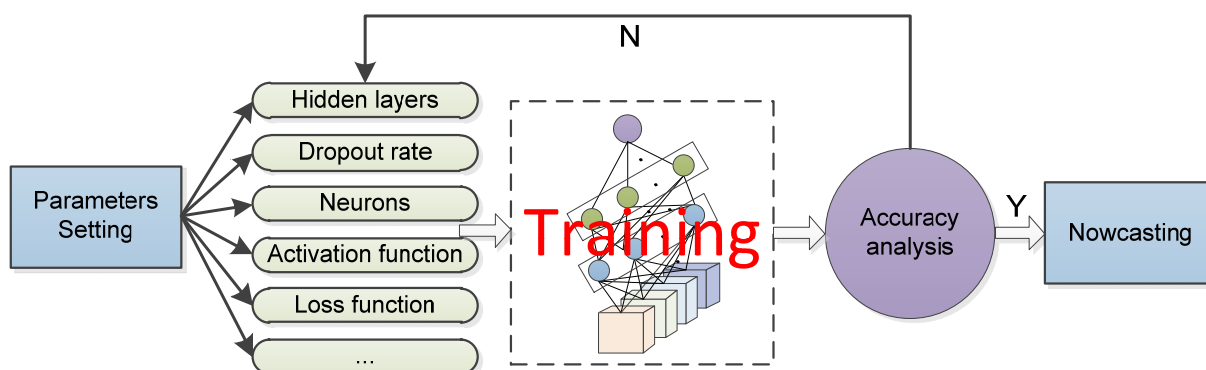 N
Hidden layers
Dropout rate
Parameters
Setting
Neurons
Activation function
Loss function
...
Training
Accuracy
analysis
Y
Nowcasting